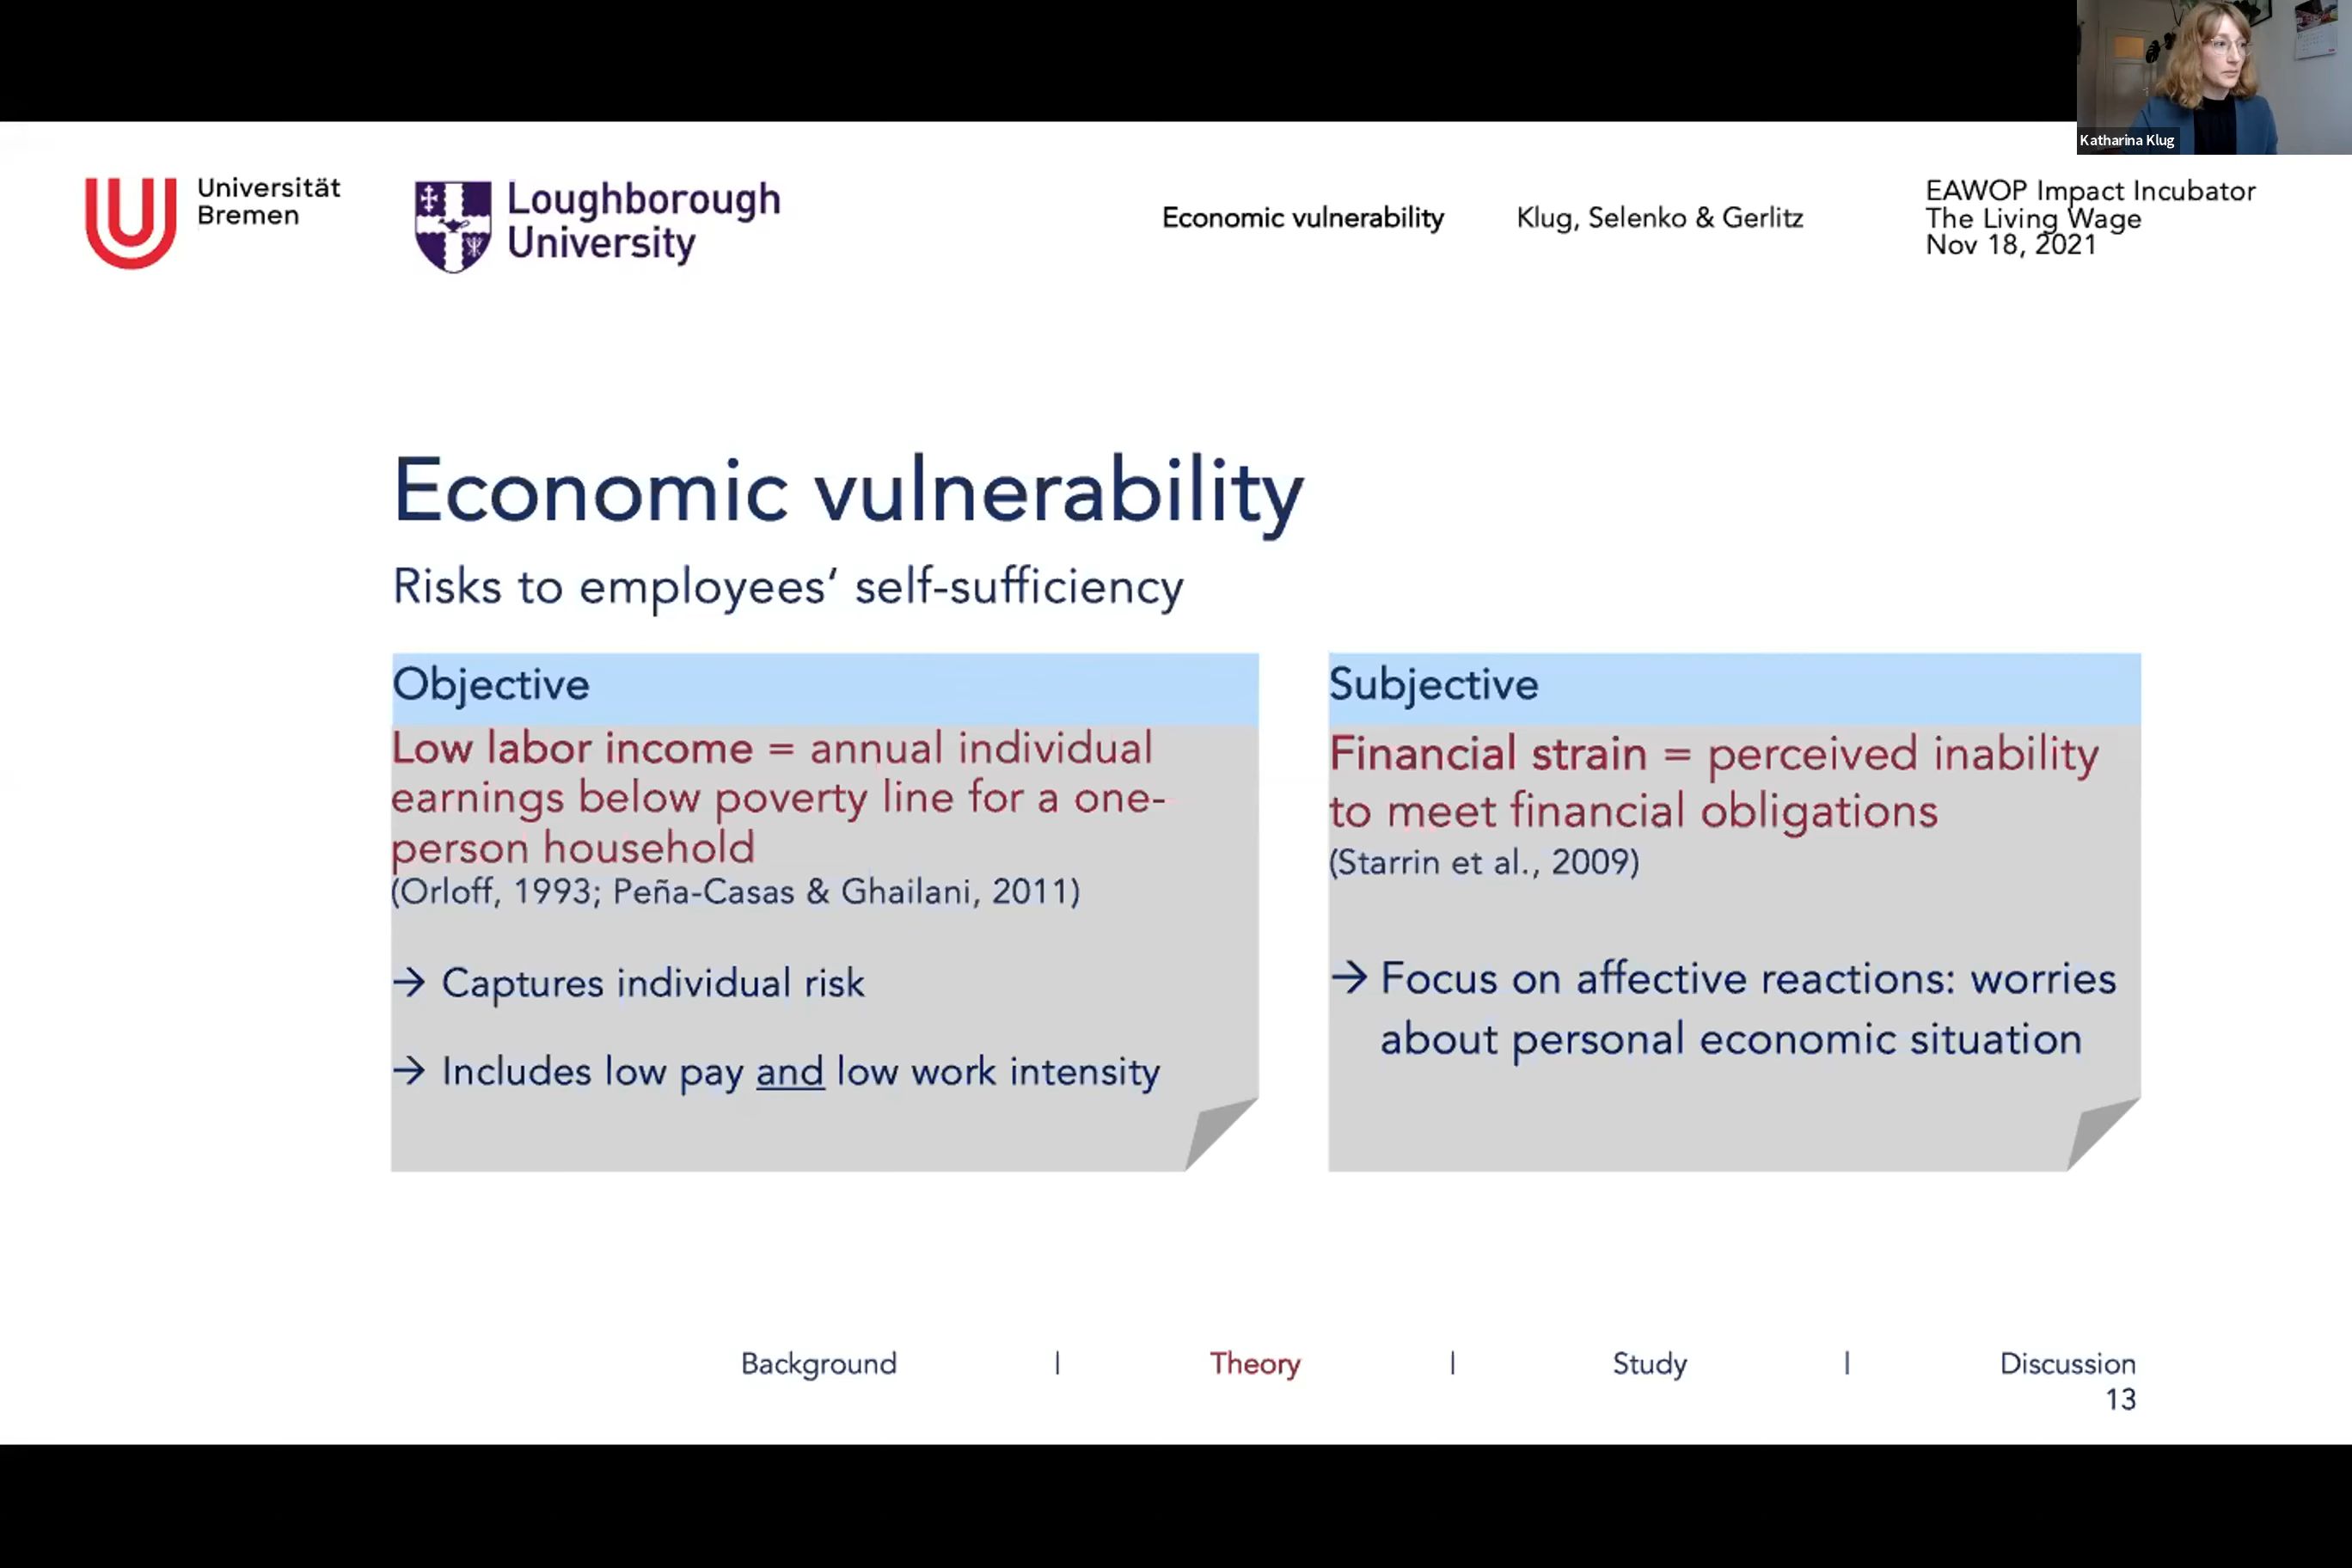 Katharina Klug
Universität
Bremen
Loughborough
University
Economic vulnerability
Klug, Selenko & Gerlitz
EAWOP Impact Incubator
The Living Wage
Nov 18, 2021
Economic vulnerability
Risks to employees‘ self-sufficiency
Objective
Low labor income = annual individual
earnings below poverty line for a one-
person household
(Orloff, 1993; Peña-Casas & Ghailani, 2011)
→ Captures individual risk
→ Includes low pay and low work intensity
Subjective
Financial strain = perceived inability
to meet financial obligations
(Starrin et al., 2009)
→ Focus on affective reactions: worries
about personal economic situation
Background | Theory | Study | Discussion
13